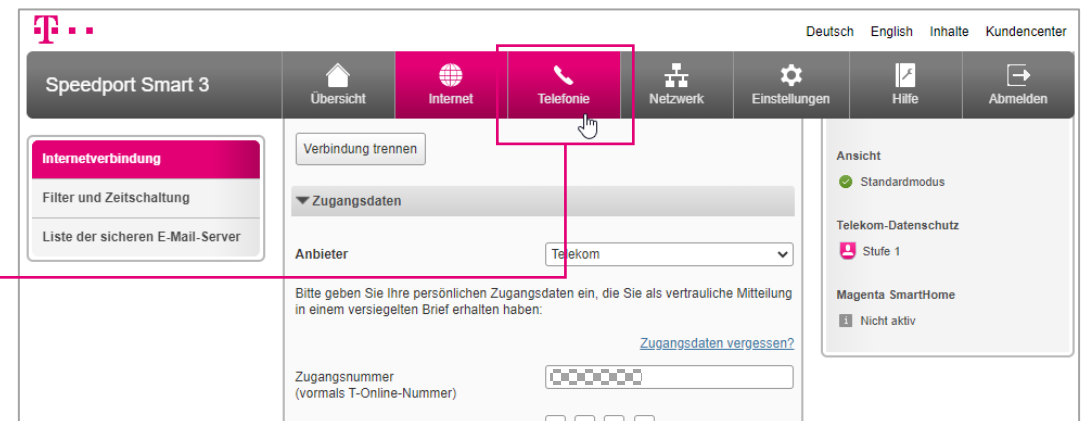 T
Deutsch English Inhalte Kundencenter
Speedport Smart 3
Übersicht
Internet
Telefonie
Netzwerk
Einstellungen
Hilfe
Abmelden
Internetverbindung
Filter und Zeitschaltung
Liste der sicheren E-Mail-Server
Verbindung trennen
Zugangsdaten
Anbieter
Telekom
Bitte geben Sie Ihre persönlichen Zugangsdaten ein, die Sie als vertrauliche Mitteilung
in einem versiegelten Brief erhalten haben:
Zugangsdaten vergessen?
Zugangsnummer
(vormals T-Online-Nummer)
Ansicht
Standardmodus
Telekom-Datenschutz
Stufe 1
Magenta SmartHome
Nicht aktiv